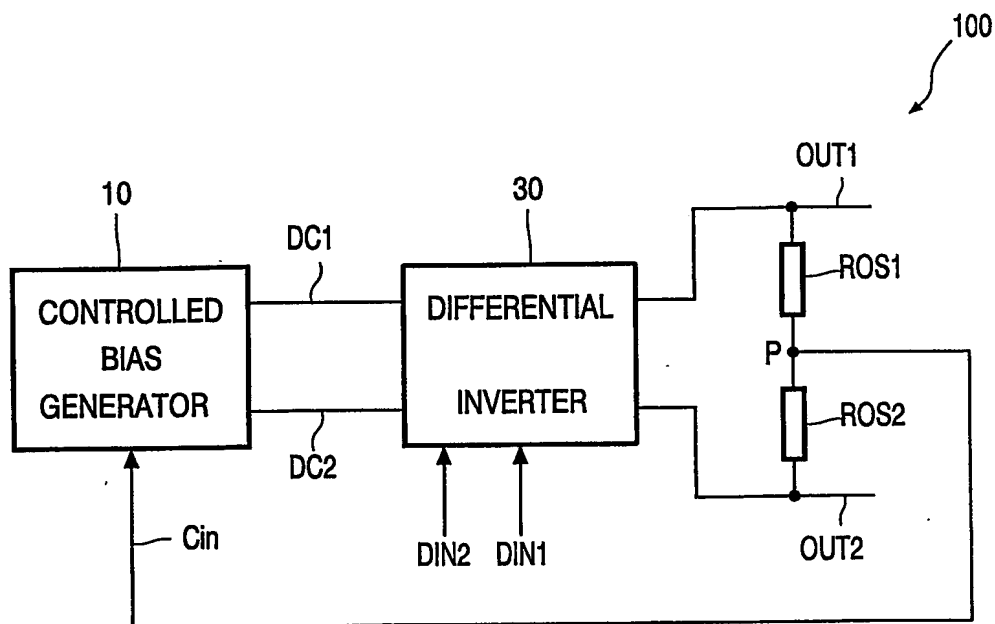 100
OUT1
10
30
DC1
ROS1
CONTROLLED
BIAS
GENERATOR
DIFFERENTIAL
INVERTER
P
ROS2
DC2
Cin
DIN2 DIN1
OUT2